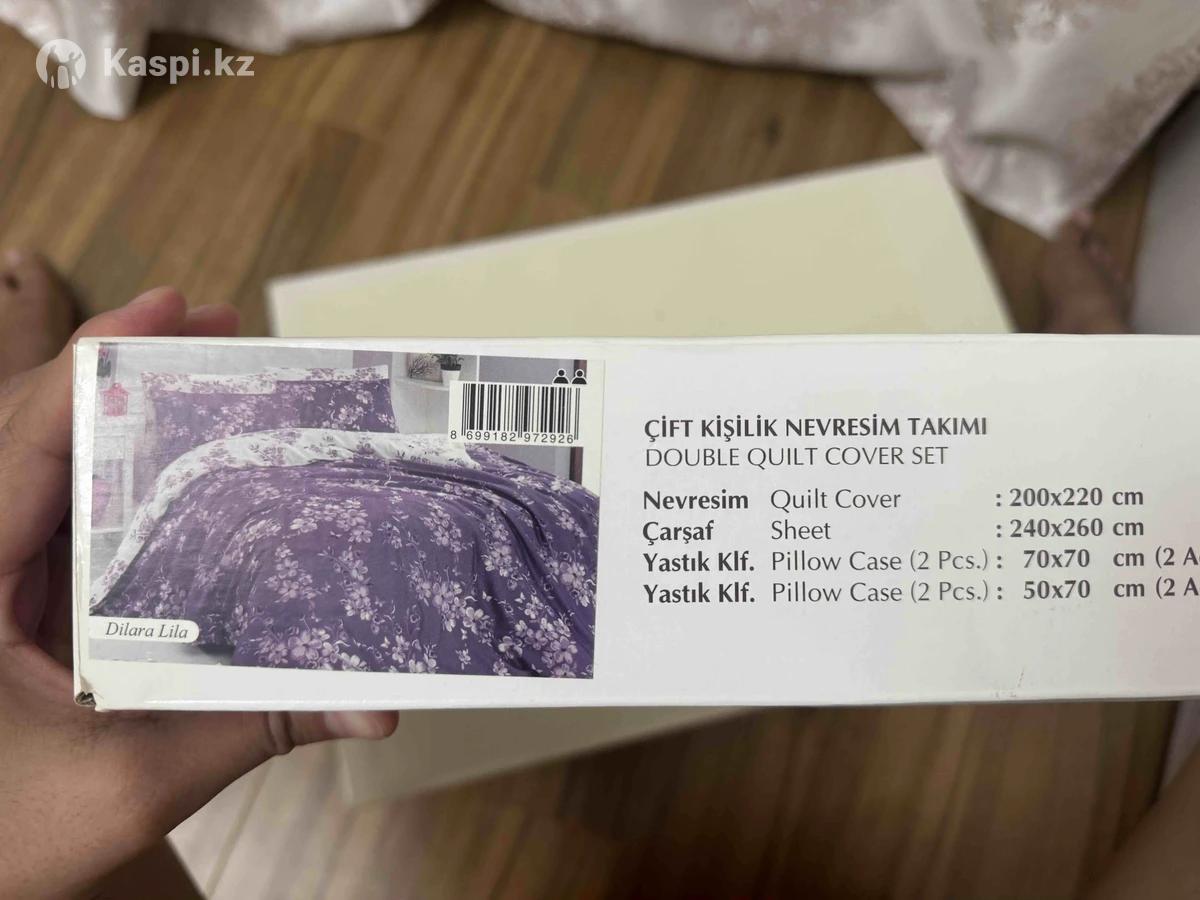 Kaspi.kz
8 699182 972926
Dilara Lila
ÇİFT KİŞİLİK NEVRESİM TAKIMI
DOUBLE QUILT COVER SET
Nevresim Quilt Cover : 200x220 cm
Çarşaf Sheet : 240x260 cm
Yastık Klf. Pillow Case (2 Pcs.) : 70x70 cm (2 A
Yastık Klf. Pillow Case (2 Pcs.) : 50x70 cm (2 A